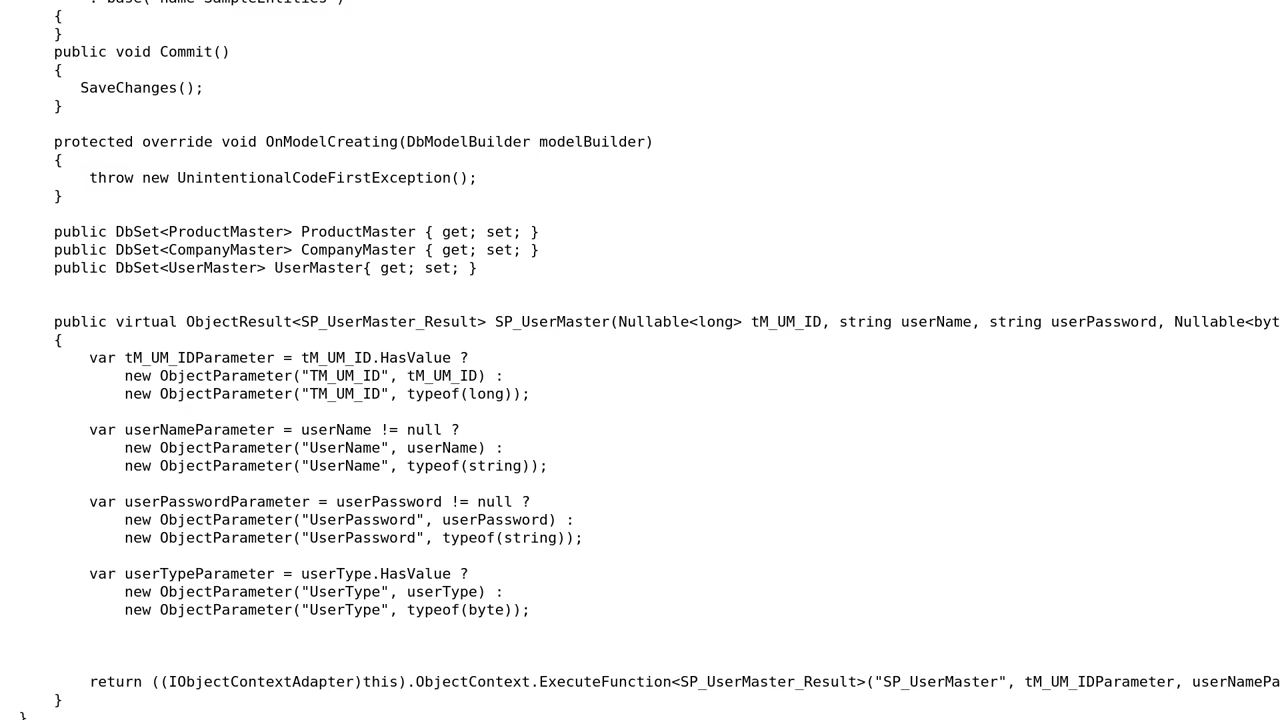 : base("name=SampleEntities")
{
}
public void Commit()
{
SaveChanges();
}
protected override void OnModelCreating(DbModelBuilder modelBuilder)
{
throw new UnintentionalCodeFirstException();
}
public DbSet<ProductMaster> ProductMaster { get; set; }
public DbSet<CompanyMaster> CompanyMaster { get; set; }
public DbSet<UserMaster> UserMaster{ get; set; }
public virtual ObjectResult<SP_UserMaster_Result> SP_UserMaster(Nullable<long> tM_UM_ID, string userName, string userPassword, Nullable<byt
{
var tM_UM_IDParameter = tM_UM_ID.HasValue ?
new ObjectParameter("TM_UM_ID", tM_UM_ID) :
new ObjectParameter("TM_UM_ID", typeof(long));
var userNameParameter = userName != null ?
new ObjectParameter("UserName", userName) :
new ObjectParameter("UserName", typeof(string));
var userPasswordParameter = userPassword != null ?
new ObjectParameter("UserPassword", userPassword) :
new ObjectParameter("UserPassword", typeof(string));
var userTypeParameter = userType.HasValue ?
new ObjectParameter("UserType", userType) :
new ObjectParameter("UserType", typeof(byte));
return ((IObjectContextAdapter)this).ObjectContext.ExecuteFunction<SP_UserMaster_Result>("SP_UserMaster", tM_UM_IDParameter, userNamePa
}
}